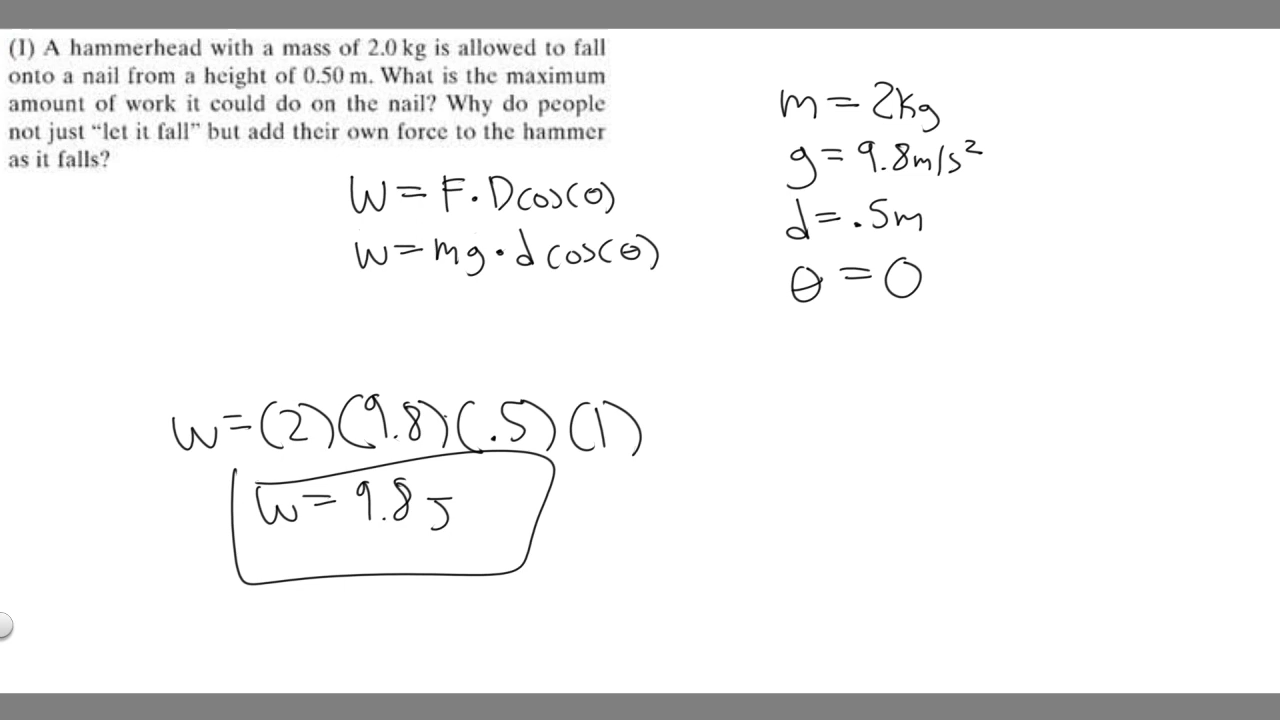 (I) A hammerhead with a mass of 2.0 kg is allowed to fall
onto a nail from a height of 0.50 m. What is the maximum
amount of work it could do on the nail? Why do people
not just “let it fall” but add their own force to the hammer
as it falls?
m = 2kg
g = 9.8m/s²
d = .5m
θ = 0
W = F · D cos(θ)
W = mg · d cos(θ)
W = (2)(9.8)(.5)(1)
W = 9.8 J